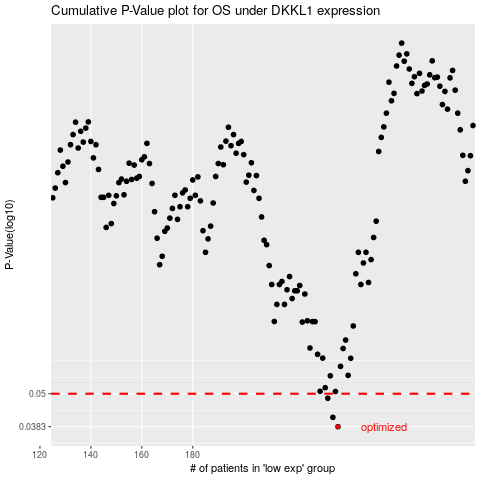 Cumulative P-Value plot for OS under DKKL1 expression
P-Value(log10)
0.05
0.0383
optimized
120 140 160 180
# of patients in 'low exp' group